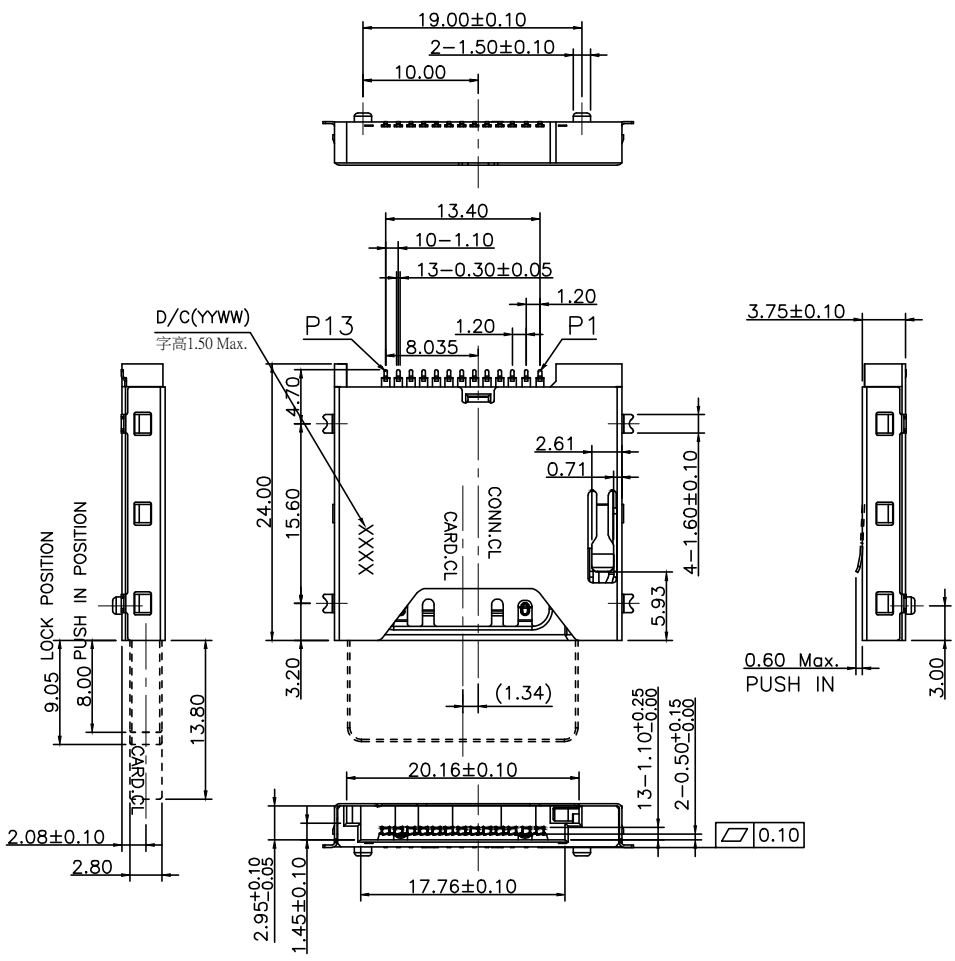 19.00±0.10
2-1.50±0.10
10.00
13.40
10-1.10
13-0.30±0.05
1.20
D/C(YYWW)
字高1.50 Max.
P13
1.20
P1
8.035
3.75±0.10
4.70
24.00
15.60
3.20
2.61
0.71
4-1.60±0.10
CONN.CL
CARD.CL
XXXX
5.93
9.05 LOCK POSITION
8.00 PUSH IN POSITION
13.80
CARD.CL
2.08±0.10
2.80
(1.34)
0.60 Max.
PUSH IN
3.00
20.16±0.10
13-1.10+0.25-0.00
2-0.50+0.15-0.00
0.10
2.95+0.10-0.05
1.45±0.10
17.76±0.10